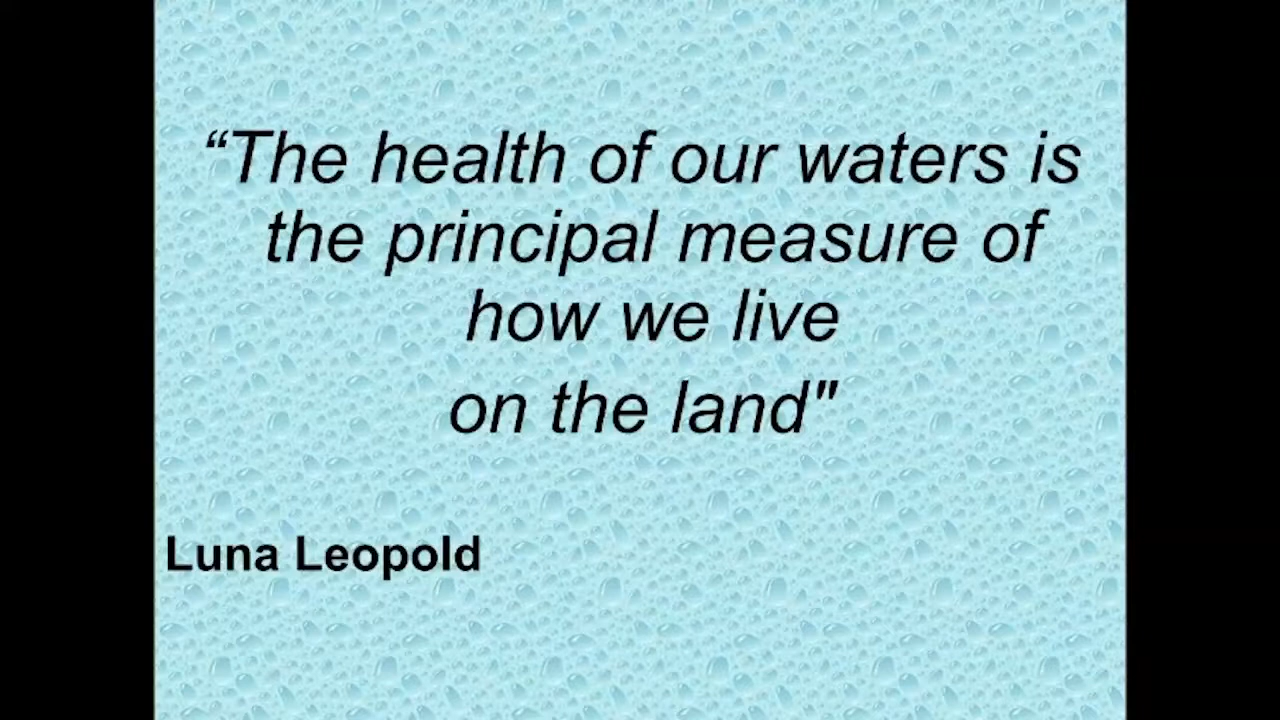 “The health of our waters is
the principal measure of
how we live
on the land"
Luna Leopold